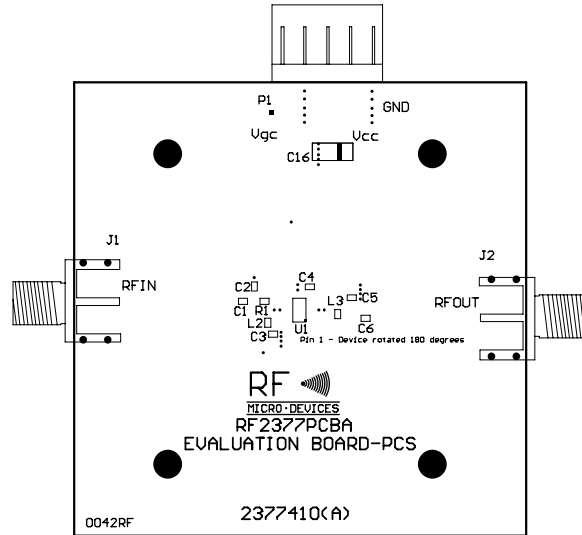 P1
GND
Vgc
Vcc
C16
J1
J2
RFIN
C2
C4
C1
R1
L3
C5
RFOUT
L2
U1
C6
C3
Pin 1 - Device rotated 180 degrees
RF
MICRO·DEVICES
RF2377PCBA
EVALUATION BOARD-PCS
2377410(A)
0042RF